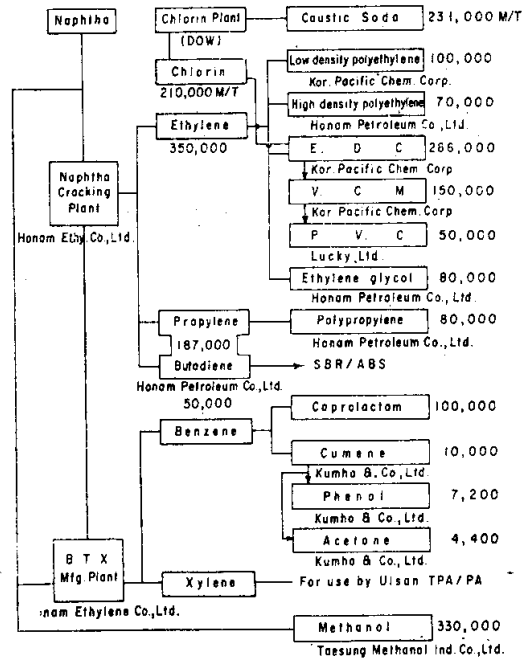 Naphtha
Chlorin Plant
(DOW)
Caustic Soda 231,000 M/T
Chlorin
210,000 M/T
Low density polyethylene 100,000
Kor. Pacific Chem. Corp.
High density polyethylene 70,000
Honam Petroleum Co., Ltd.
Ethylene
350,000
E. D C 286,000
Kor. Pacific Chem. Corp
V. C M 150,000
Kor. Pacific Chem. Corp
P V. C 50,000
Lucky Ltd.
Naphtha
Cracking
Plant
Honam Ethy. Co., Ltd.
Ethylene glycol 80,000
Honam Petroleum Co., Ltd.
Propylene
187,000
Polypropylene 80,000
Honam Petroleum Co., Ltd.
Butadiene
SBR/ABS
Honam Petroleum Co., Ltd.
50,000
Benzene
Caprolactam 100,000
Cumene 10,000
Kumho & Co., Ltd.
Phenol 7,200
Kumho & Co., Ltd.
Acetone 4,400
Kumho & Co., Ltd.
B T X
Mfg. Plant
nam Ethylene Co., Ltd.
Xylene
For use by Ulsan TPA/PA
Methanol 330,000
Taesung Methanol Ind. Co., Ltd.